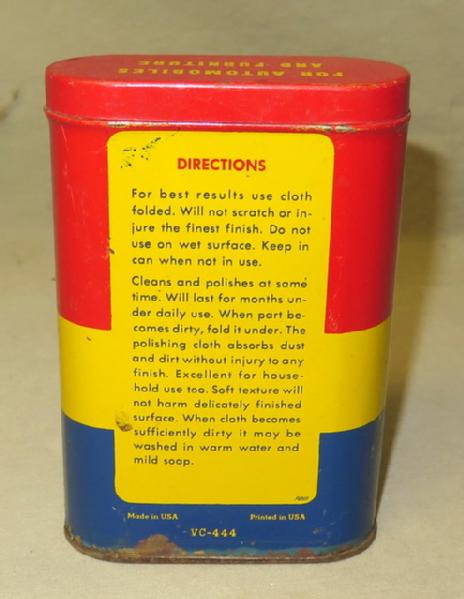 FOR AUTOMOBILES
AND FURNITURE
DIRECTIONS
For best results use cloth
folded. Will not scratch or in-
jure the finest finish. Do not
use on wet surface. Keep in
can when not in use.
Cleans and polishes at same
time. Will last for months un-
der daily use. When part be-
comes dirty, fold it under. The
polishing cloth absorbs dust
and dirt without injury to any
finish. Excellent for house-
hold use too. Soft texture will
not harm delicately finished
surface. When cloth becomes
sufficiently dirty it may be
washed in warm water and
mild soap.
Made in USA Printed in USA
VC-444